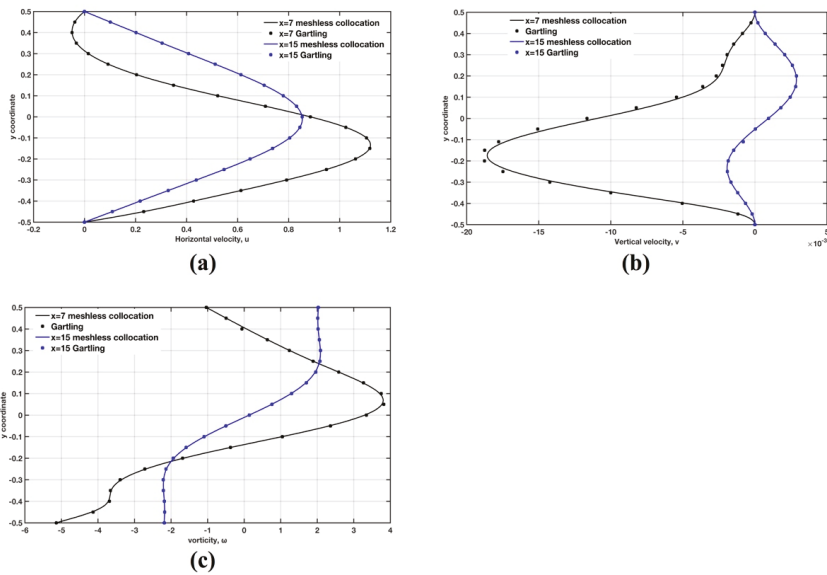 x=7 meshless collocation
x=7 Gartling
x=15 meshless collocation
x=15 Gartling
y coordinate
0.5
0.4
0.3
0.2
0.1
0
-0.1
-0.2
-0.3
-0.4
-0.5
-0.2 0 0.2 0.4 0.6 0.8 1 1.2
Horizontal velocity, u
(a)
x=7 meshless collocation
Gartling
x=15 meshless collocation
x=15 Gartling
y coordinate
0.5
0.4
0.3
0.2
0.1
0
-0.1
-0.2
-0.3
-0.4
-0.5
-20 -15 -10 -5 0 5
Vertical velocity, v
×10⁻³
(b)
x=7 meshless collocation
Gartling
x=15 meshless collocation
x=15 Gartling
y coordinate
0.5
0.4
0.3
0.2
0.1
0
-0.1
-0.2
-0.3
-0.4
-0.5
-6 -5 -4 -3 -2 -1 0 1 2 3 4
vorticity, ω
(c)